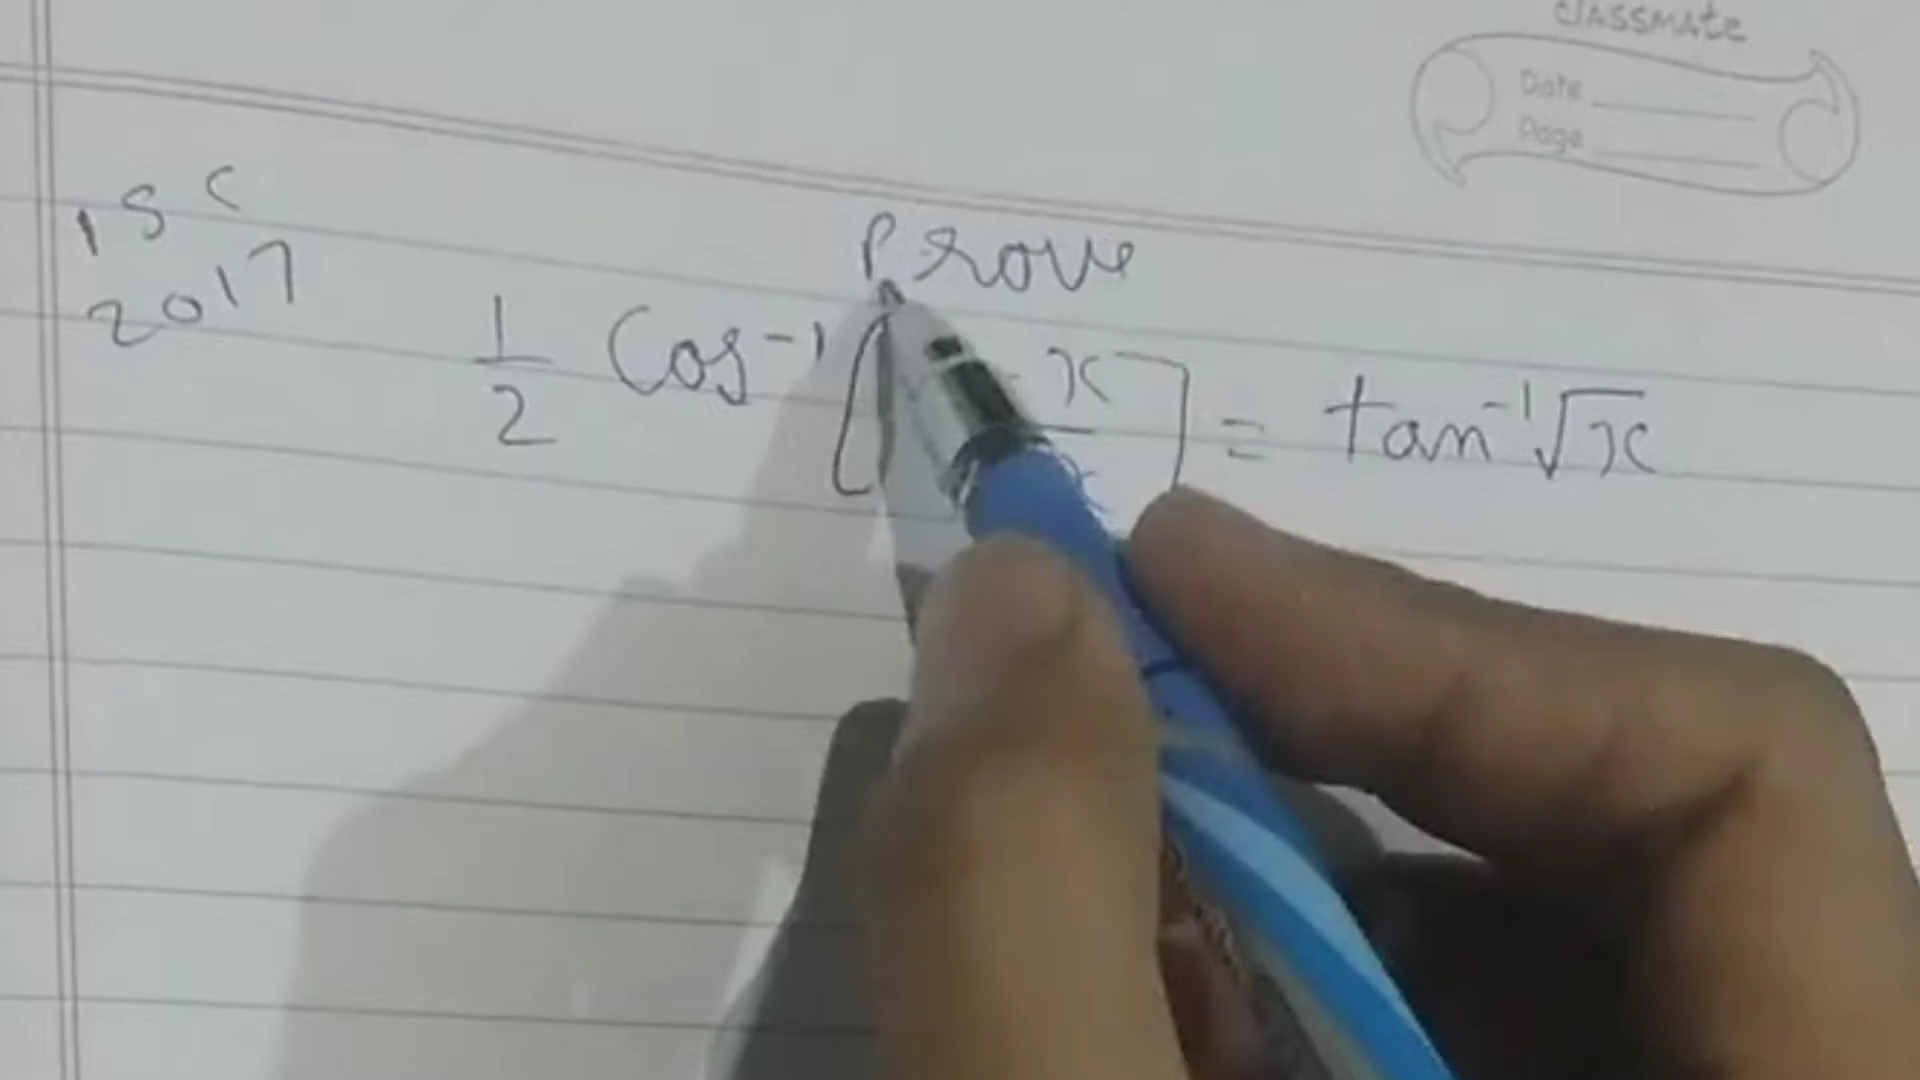 classmate
Date
Page
ISC
2017
Prove
1/2 Cos⁻¹ [ - x ] = tan⁻¹√x